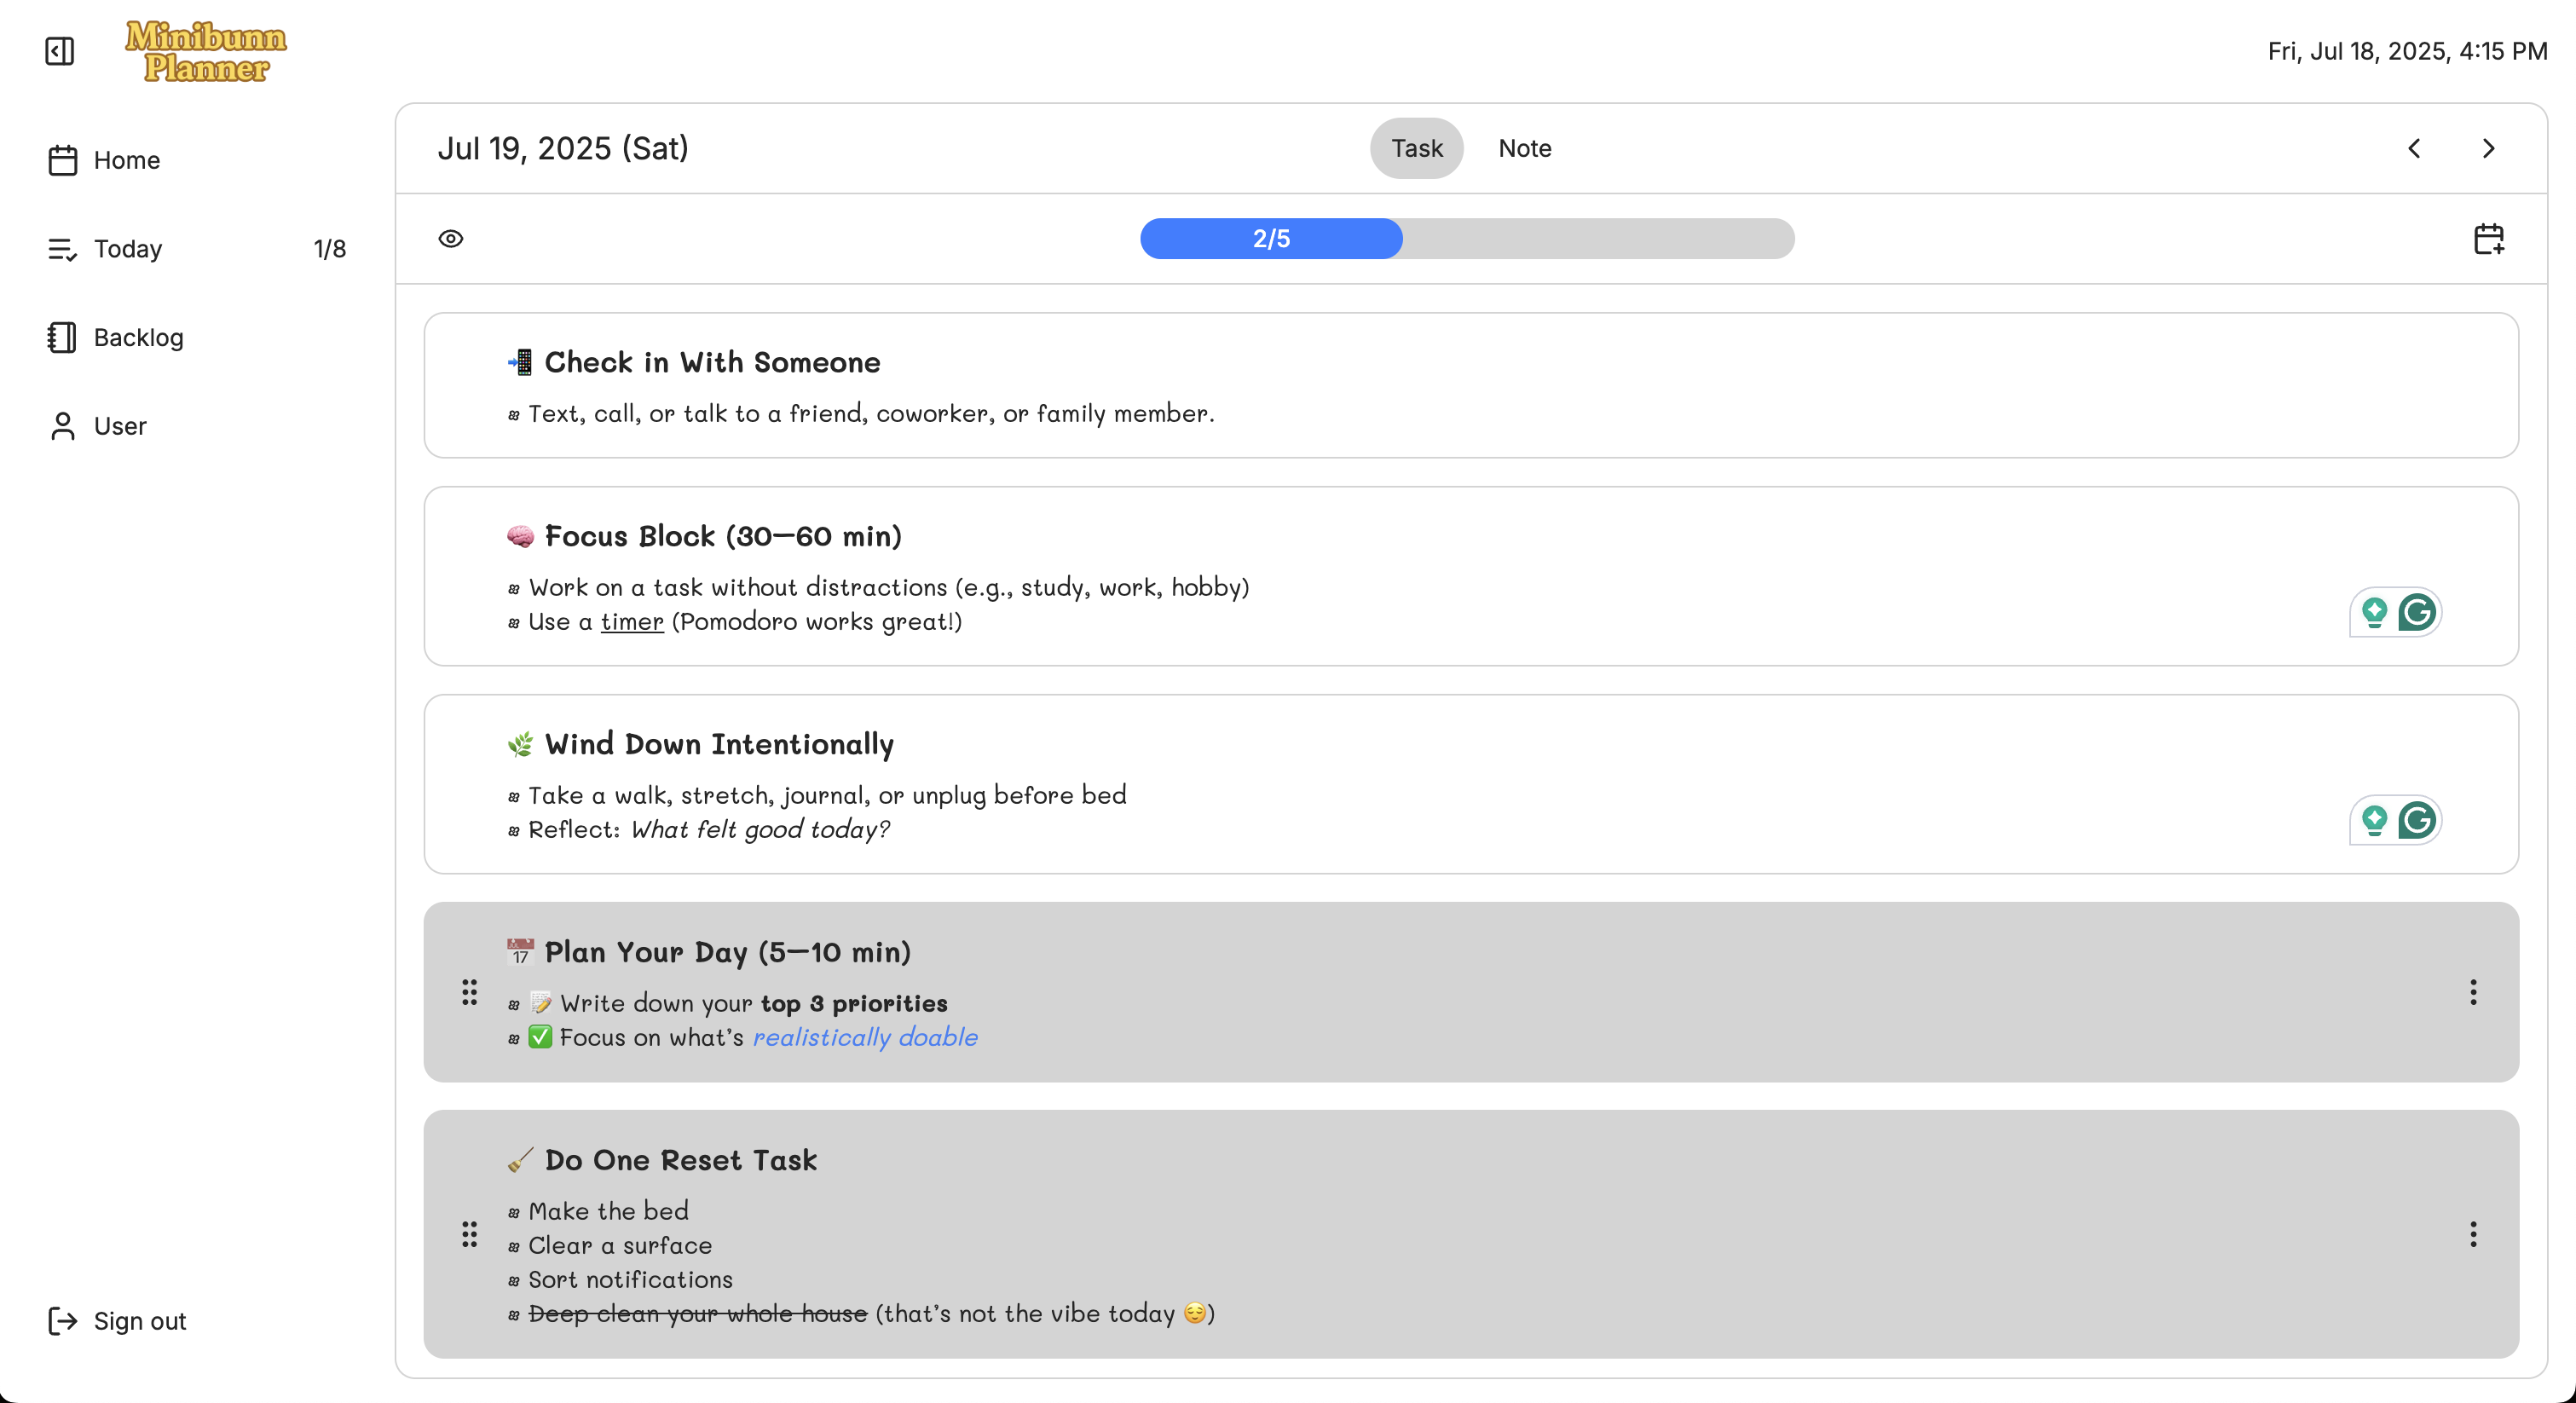 Minibunn
Planner
Fri, Jul 18, 2025, 4:15 PM
Home
Today 1/8
Backlog
User
Sign out
Jul 19, 2025 (Sat)
Task
Note
2/5
📲 Check in With Someone
Text, call, or talk to a friend, coworker, or family member.
🧠 Focus Block (30–60 min)
Work on a task without distractions (e.g., study, work, hobby)
Use a timer (Pomodoro works great!)
🌿 Wind Down Intentionally
Take a walk, stretch, journal, or unplug before bed
Reflect: What felt good today?
📅 Plan Your Day (5–10 min)
📝 Write down your top 3 priorities
✅ Focus on what's realistically doable
🧹 Do One Reset Task
Make the bed
Clear a surface
Sort notifications
Deep clean your whole house (that's not the vibe today 😌)